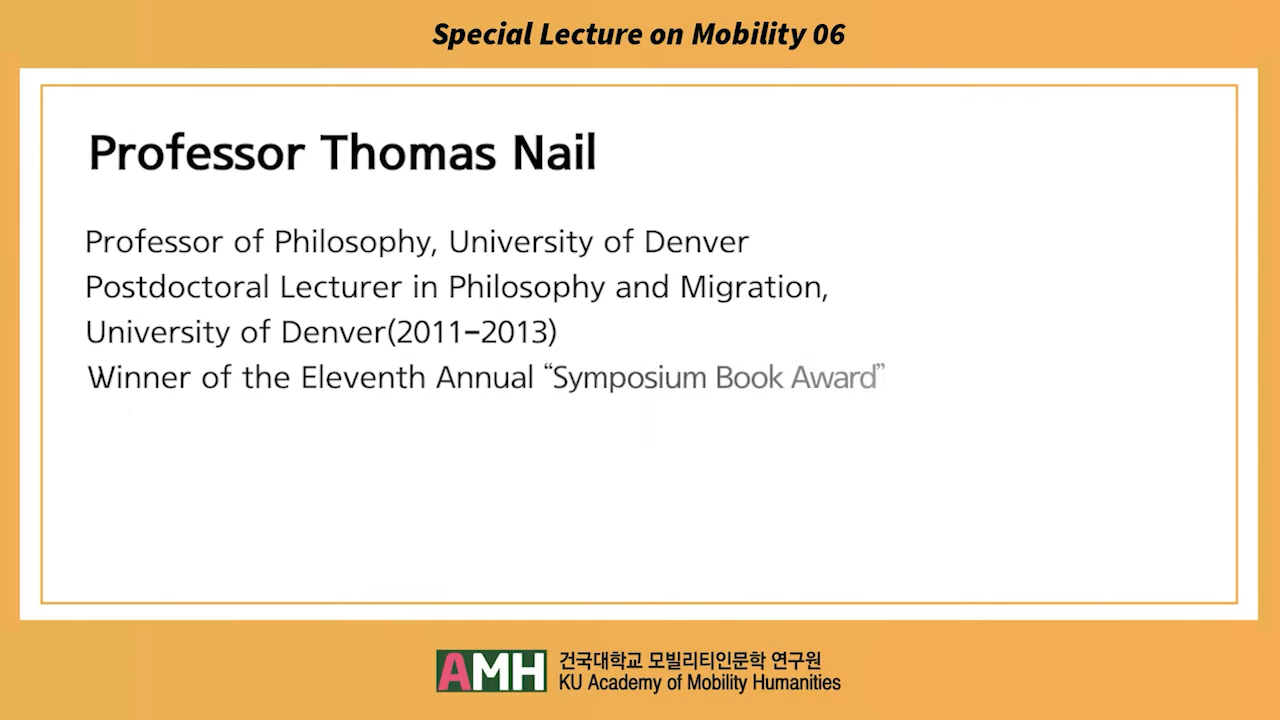 Special Lecture on Mobility 06
Professor Thomas Nail
Professor of Philosophy, University of Denver
Postdoctoral Lecturer in Philosophy and Migration,
University of Denver(2011-2013)
Winner of the Eleventh Annual “Symposium Book Award”
AMH
건국대학교 모빌리티인문학 연구원
KU Academy of Mobility Humanities